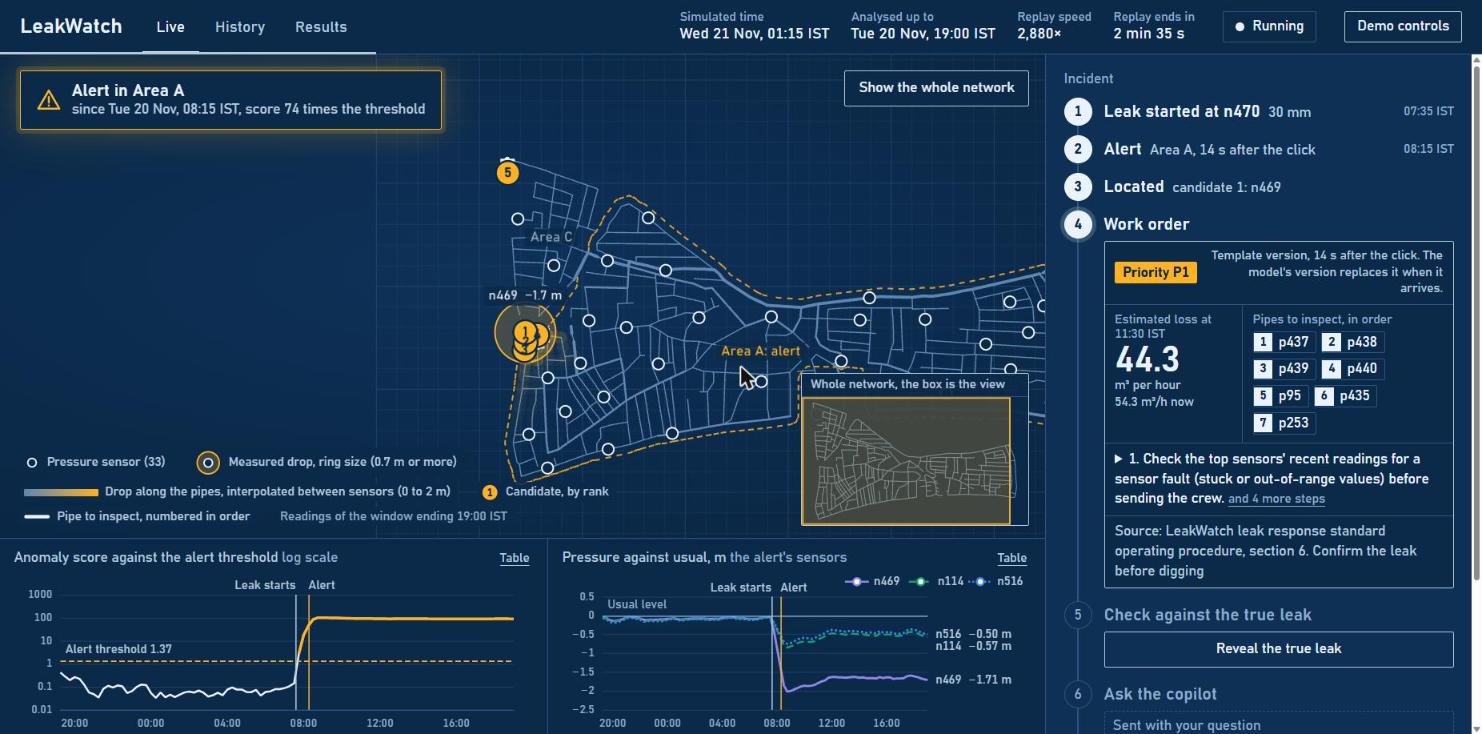 LeakWatch
Live
History
Results
Simulated time
Wed 21 Nov, 01:15 IST
Analysed up to
Tue 20 Nov, 19:00 IST
Replay speed
2,880×
Replay ends in
2 min 35 s
Running
Demo controls
Alert in Area A
since Tue 20 Nov, 08:15 IST, score 74 times the threshold
Show the whole network
5
Area C
n469 −1.7 m
1
Area A: alert
Whole network, the box is the view
Pressure sensor (33)
Measured drop, ring size (0.7 m or more)
Drop along the pipes, interpolated between sensors (0 to 2 m)
1 Candidate, by rank
Pipe to inspect, numbered in order
Readings of the window ending 19:00 IST
Anomaly score against the alert threshold log scale
Table
Leak starts
Alert
1000
100
10
Alert threshold 1.37
1
0.1
0.01
20:00
00:00
04:00
08:00
12:00
16:00
Pressure against usual, m the alert's sensors
Table
n469
n114
n516
Leak starts
Alert
0.5
Usual level
0
−0.5
−1
−1.5
−2
−2.5
n516 −0.50 m
n114 −0.57 m
n469 −1.71 m
20:00
00:00
04:00
08:00
12:00
16:00
Incident
1 Leak started at n470 30 mm 07:35 IST
2 Alert Area A, 14 s after the click 08:15 IST
3 Located candidate 1: n469
4 Work order
Priority P1
Template version, 14 s after the click. The
model's version replaces it when it
arrives.
Estimated loss at
11:30 IST
44.3
m³ per hour
54.3 m³/h now
Pipes to inspect, in order
1 p437 2 p438
3 p439 4 p440
5 p95 6 p435
7 p253
▶ 1. Check the top sensors' recent readings for a
sensor fault (stuck or out-of-range values) before
sending the crew. and 4 more steps
Source: LeakWatch leak response standard
operating procedure, section 6. Confirm the leak
before digging
5 Check against the true leak
Reveal the true leak
6 Ask the copilot
Sent with your question